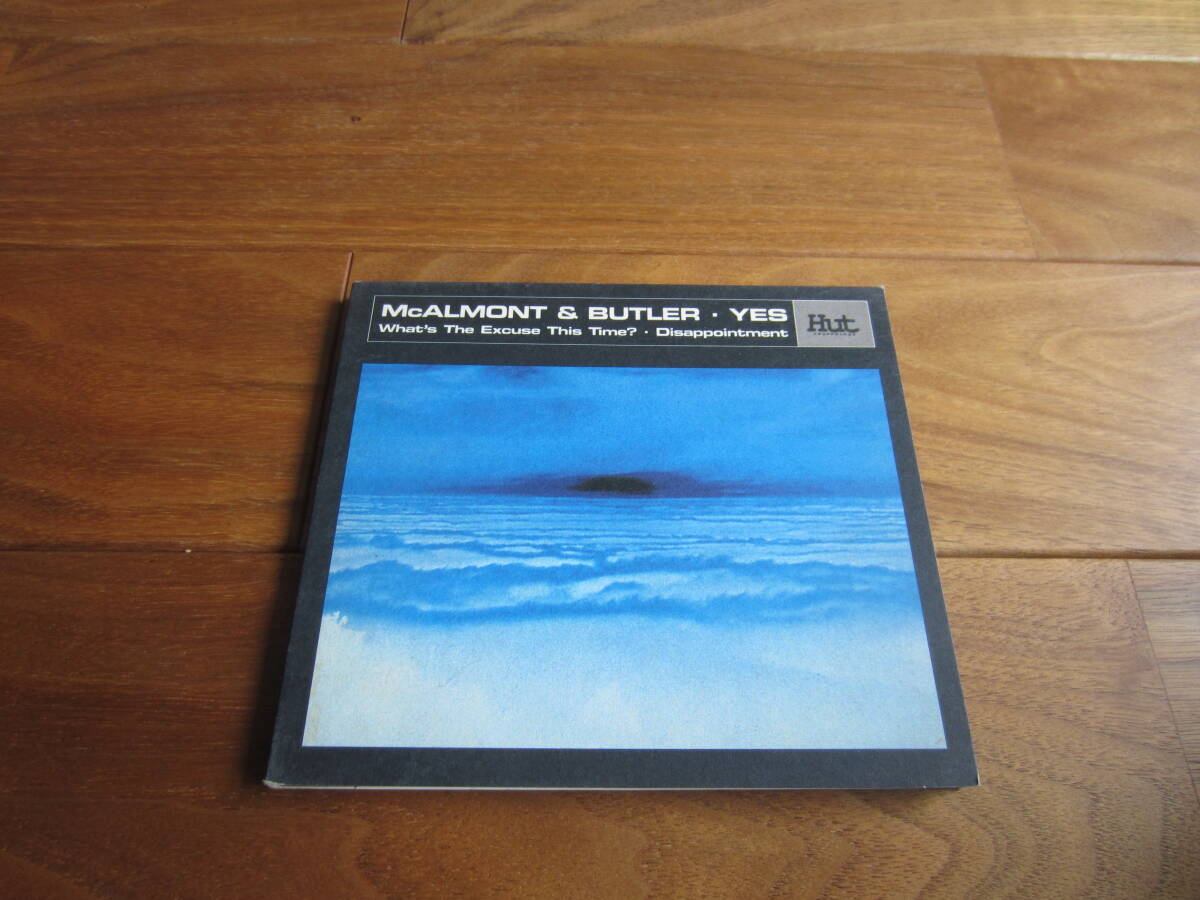 McALMONT & BUTLER · YES
What's The Excuse This Time? · Disappointment
Hut